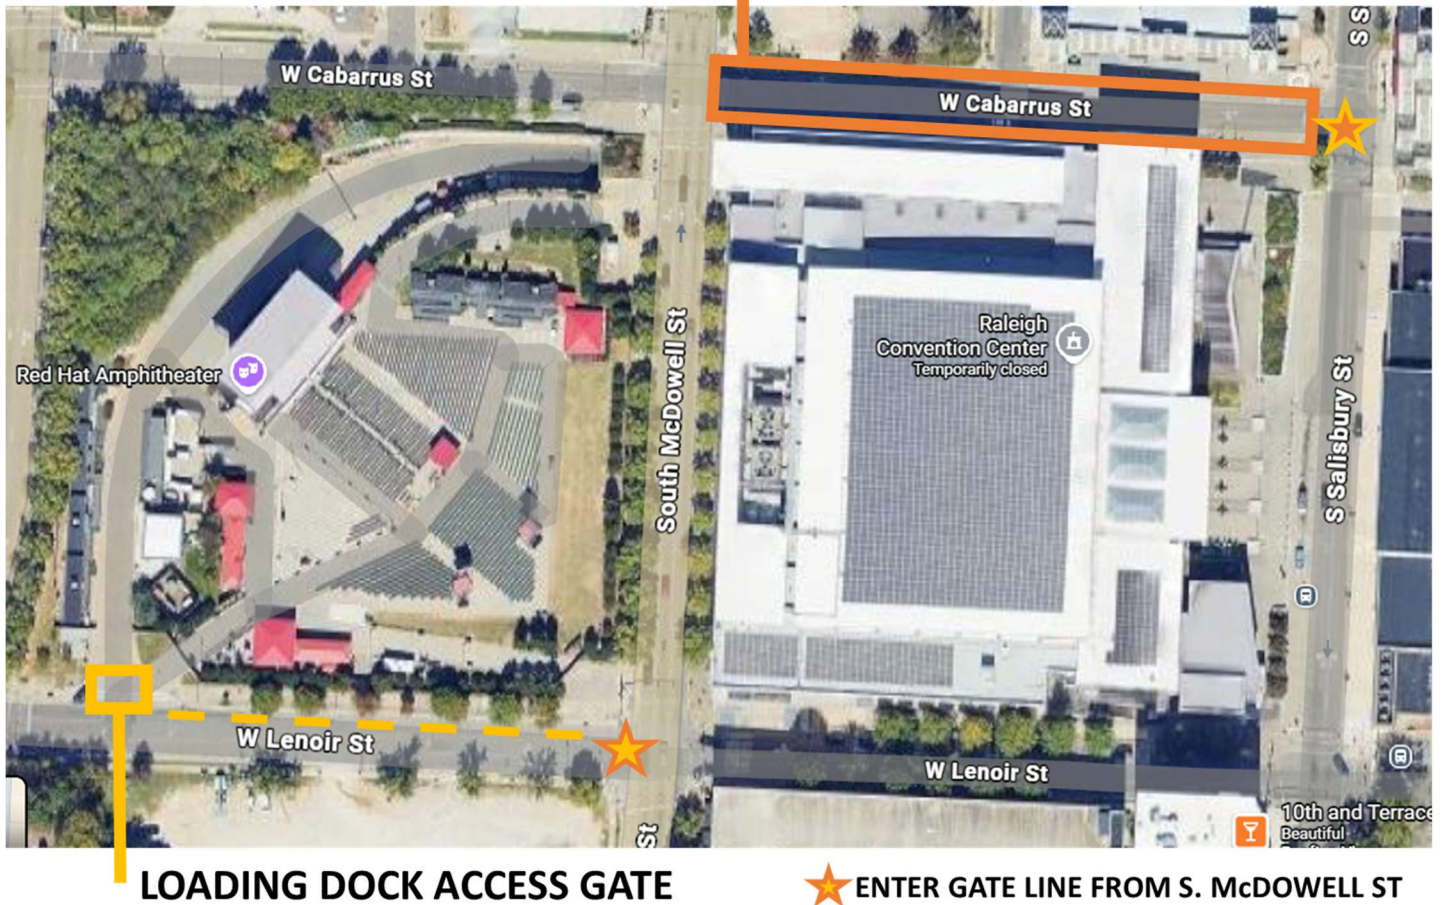 S S
W Cabarrus St
W Cabarrus St
Raleigh
Convention Center
Temporarily closed
Red Hat Amphitheater
South McDowell St
S Salisbury St
W Lenoir St
W Lenoir St
St
10th and Terrace
Beautiful
LOADING DOCK ACCESS GATE
ENTER GATE LINE FROM S. McDOWELL ST